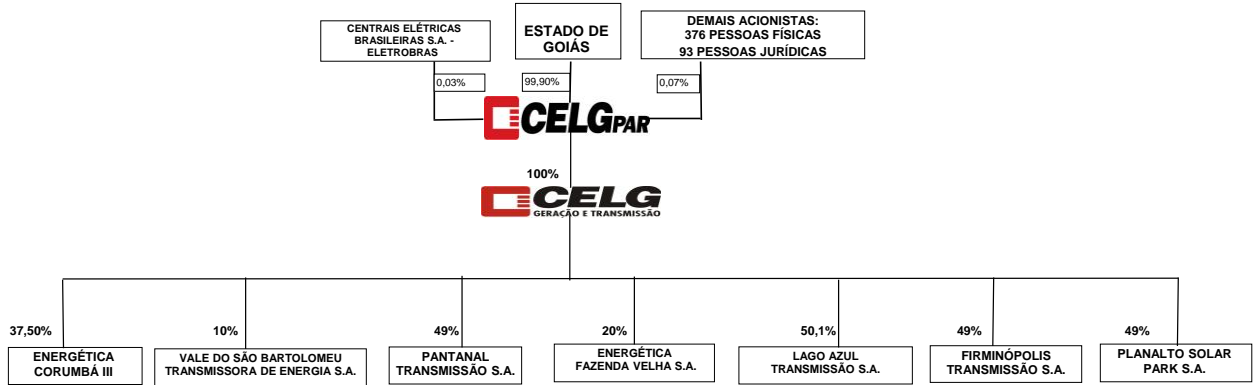 CENTRAIS ELÉTRICAS
BRASILEIRAS S.A. -
ELETROBRAS
ESTADO DE
GOIÁS
DEMAIS ACIONISTAS:
376 PESSOAS FÍSICAS
93 PESSOAS JURÍDICAS
0,03%
99,90%
0,07%
CELGPAR
100%
CELG
GERAÇÃO E TRANSMISSÃO
37,50%
10%
49%
20%
50,1%
49%
49%
ENERGÉTICA
CORUMBÁ III
VALE DO SÃO BARTOLOMEU
TRANSMISSORA DE ENERGIA S.A.
PANTANAL
TRANSMISSÃO S.A.
ENERGÉTICA
FAZENDA VELHA S.A.
LAGO AZUL
TRANSMISSÃO S.A.
FIRMINÓPOLIS
TRANSMISSÃO S.A.
PLANALTO SOLAR
PARK S.A.